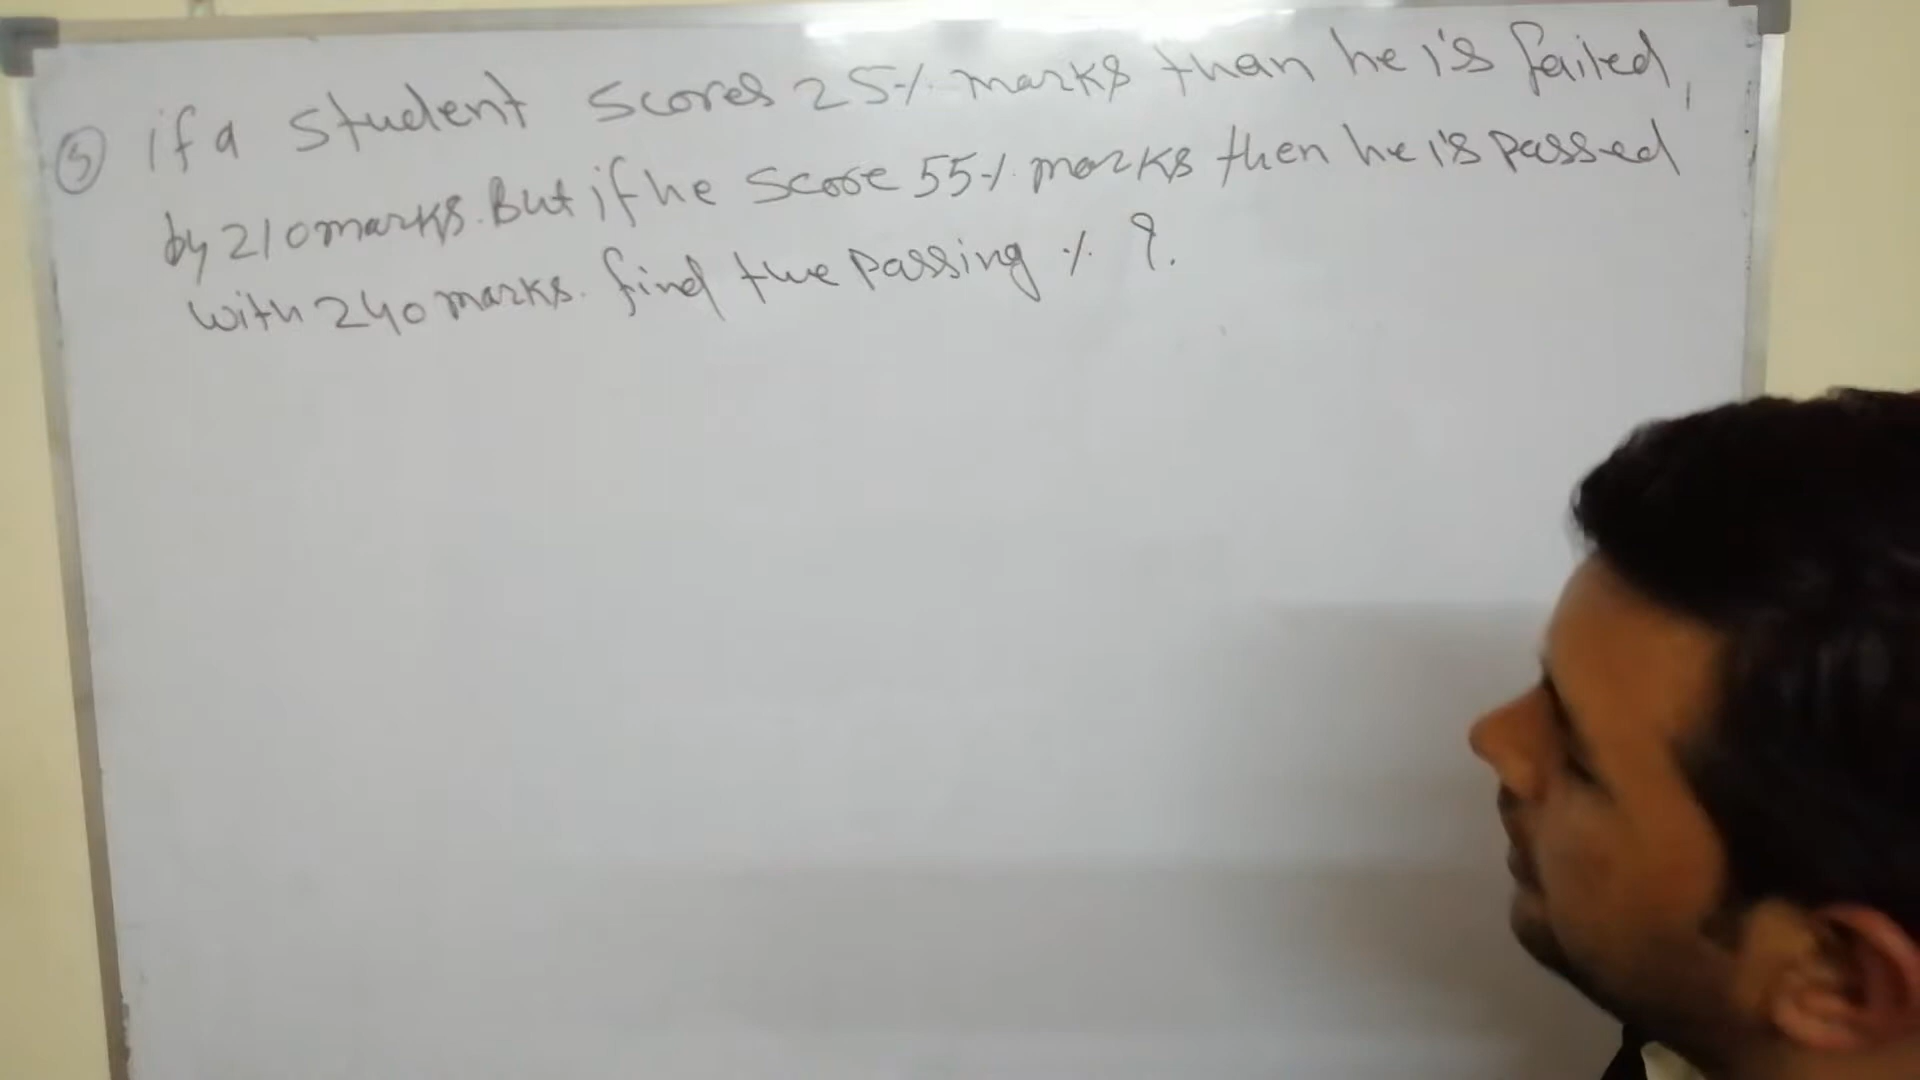 5 if a student scores 25% marks than he is failed,
by 210 marks. But if he score 55% marks then he is passed
with 240 marks. find the passing % ?.